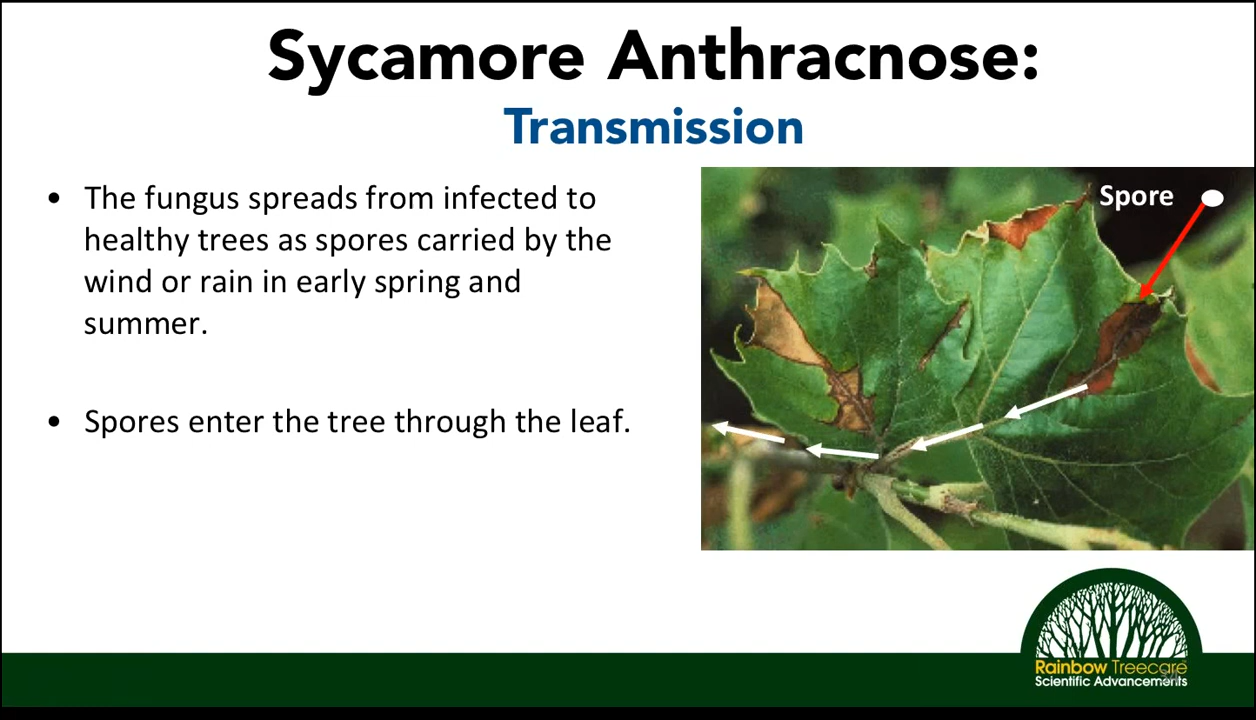 Sycamore Anthracnose:
Transmission
• The fungus spreads from infected to
healthy trees as spores carried by the
wind or rain in early spring and
summer.
• Spores enter the tree through the leaf.
Spore
Rainbow Treecare
Scientific Advancements